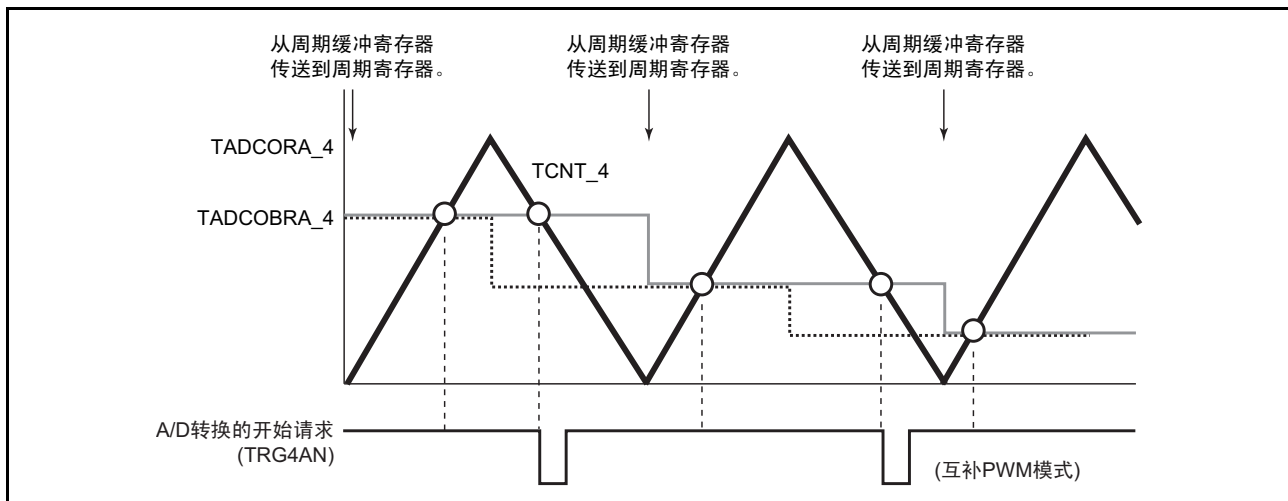 从周期缓冲寄存器
传送到周期寄存器。
从周期缓冲寄存器
传送到周期寄存器。
从周期缓冲寄存器
传送到周期寄存器。
TADCORA_4
TCNT_4
TADCOBRA_4
A/D转换的开始请求
(TRG4AN)
(互补PWM模式)